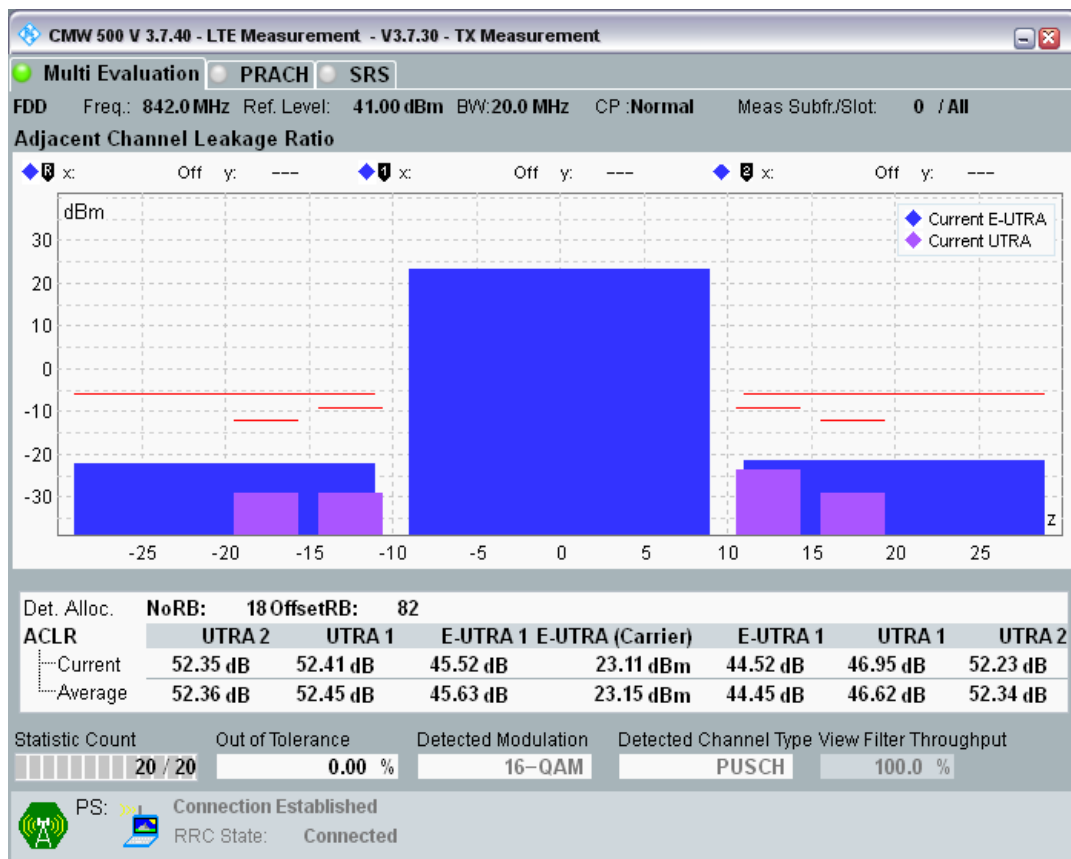 CMW 500 V 3.7.40 - LTE Measurement - V3.7.30 - TX Measurement
Multi Evaluation PRACH SRS
FDD Freq.: 842.0 MHz Ref. Level: 41.00 dBm BW:20.0 MHz CP :Normal Meas Subfr./Slot: 0 / All
Adjacent Channel Leakage Ratio
R x: Off y: --- 1 x: Off y: --- 2 x: Off y: ---
dBm
Current E-UTRA
Current UTRA
30
20
10
0
-10
-20
-30
z
-25 -20 -15 -10 -5 0 5 10 15 20 25
Det. Alloc. NoRB: 18 OffsetRB: 82
ACLR UTRA 2 UTRA 1 E-UTRA 1 E-UTRA (Carrier) E-UTRA 1 UTRA 1 UTRA 2
Current 52.35 dB 52.41 dB 45.52 dB 23.11 dBm 44.52 dB 46.95 dB 52.23 dB
Average 52.36 dB 52.45 dB 45.63 dB 23.15 dBm 44.45 dB 46.62 dB 52.34 dB
Statistic Count Out of Tolerance Detected Modulation Detected Channel Type View Filter Throughput
20 / 20 0.00 % 16-QAM PUSCH 100.0 %
PS: Connection Established
RRC State: Connected